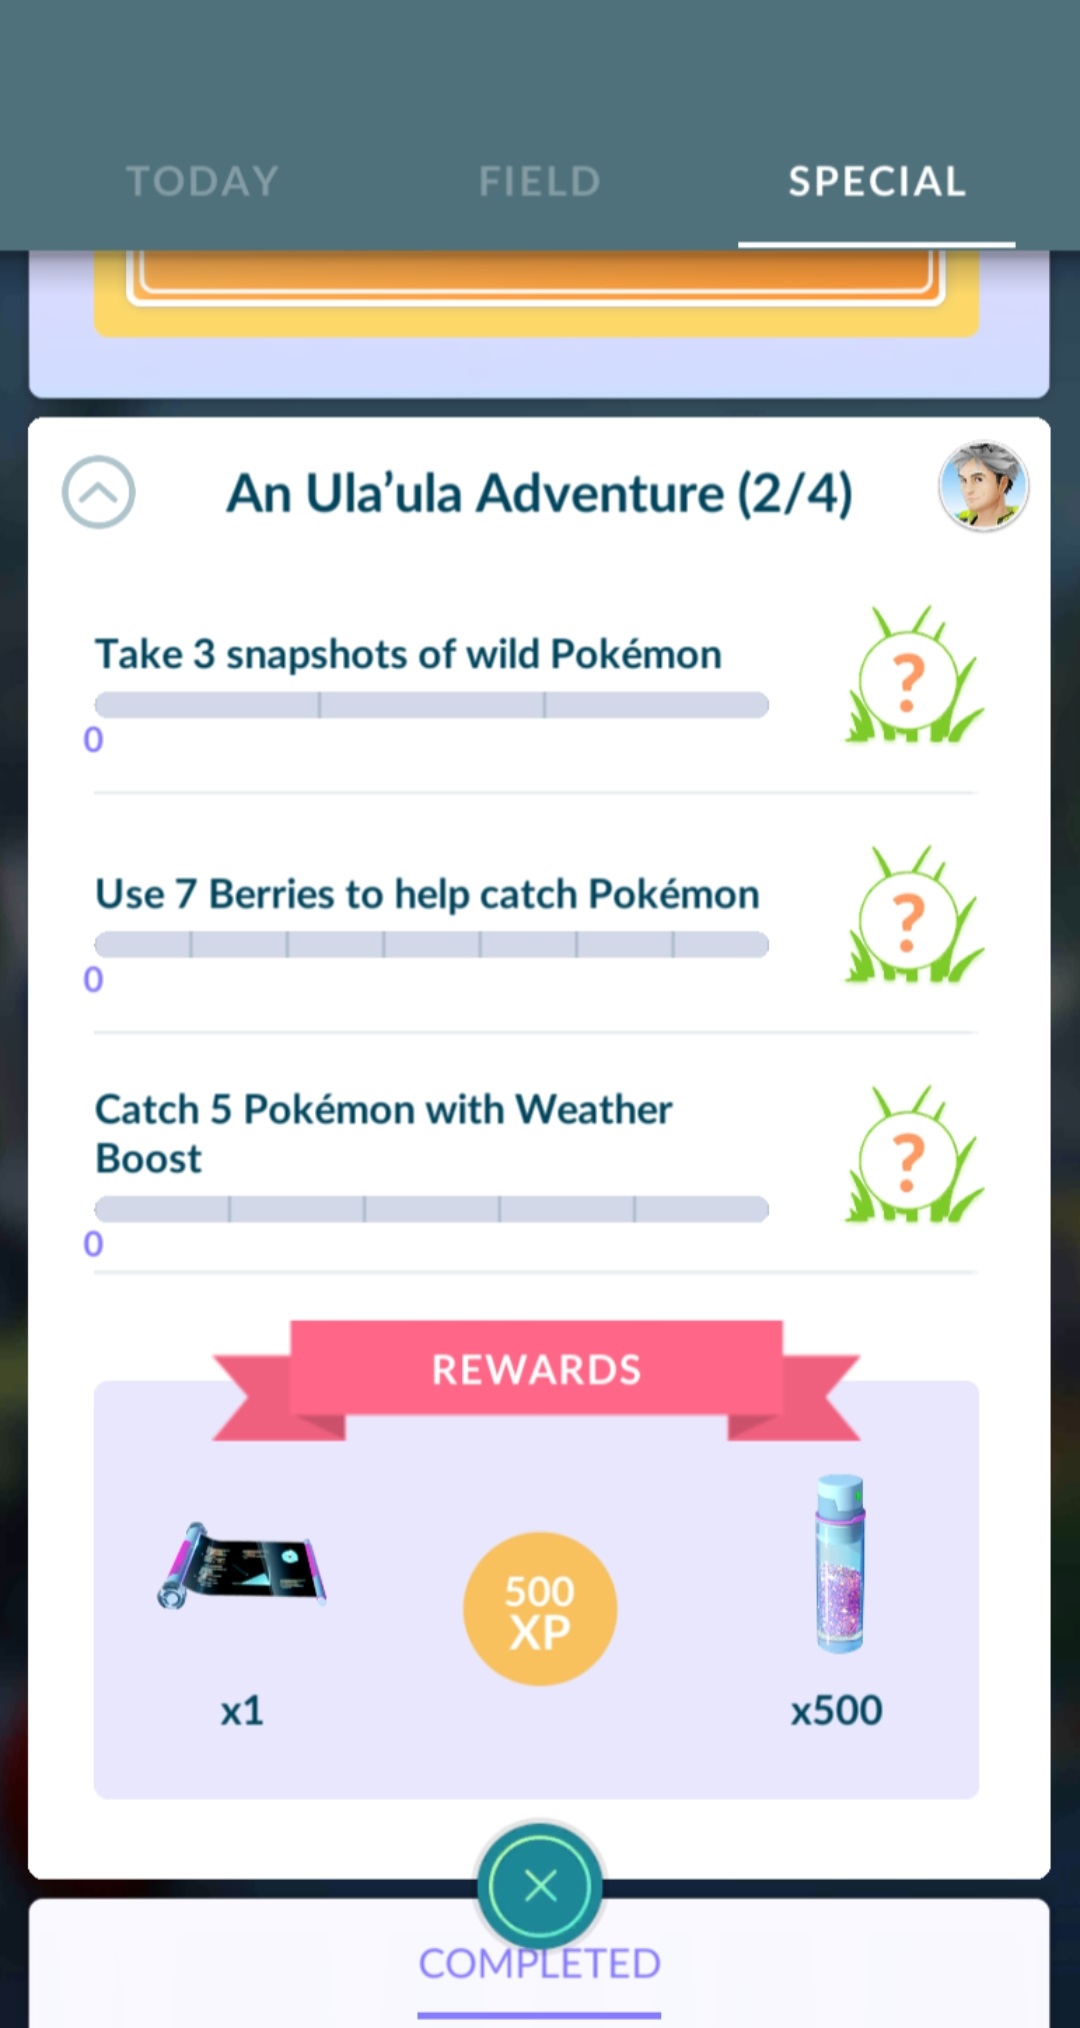 TODAY
FIELD
SPECIAL
An Ula’ula Adventure (2/4)
Take 3 snapshots of wild Pokémon
?
0
Use 7 Berries to help catch Pokémon
?
0
Catch 5 Pokémon with Weather
Boost
?
0
REWARDS
500
XP
x1
x500
COMPLETED